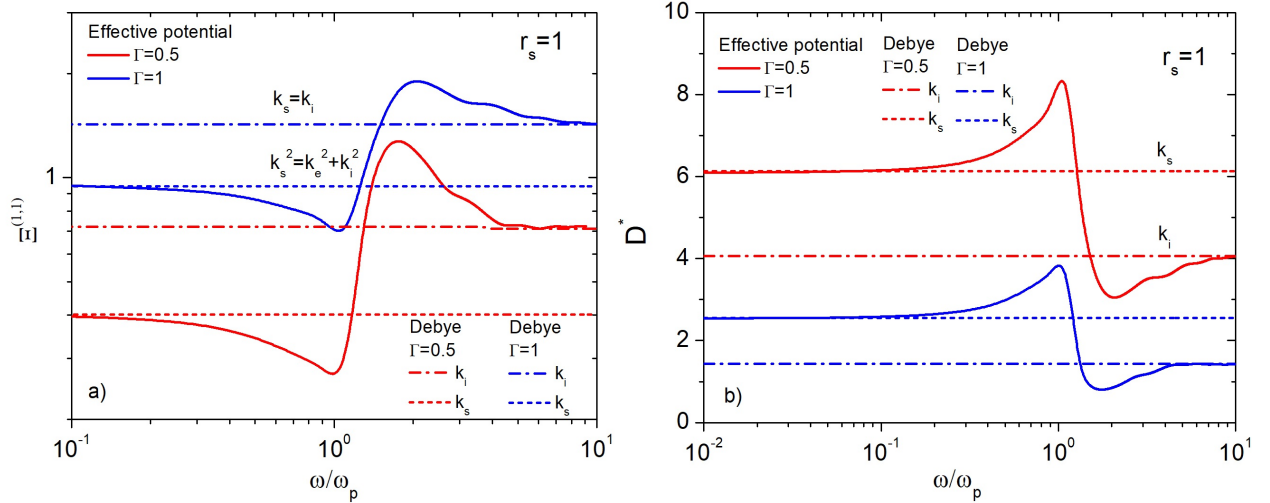 Effective potential
Γ=0.5
Γ=1
r_s=1
k_s=k_i
k_s^2=k_e^2+k_i^2
1
Ξ^(1,1)
Debye Debye
Γ=0.5 Γ=1
k_i k_i
k_s k_s
a)
10^-1 10^0 10^1
ω/ω_p
10
8
6
4
2
0
D^*
Effective potential
Γ=0.5
Γ=1
Debye Debye
Γ=0.5 Γ=1
k_i k_i
k_s k_s
r_s=1
k_s
k_i
b)
10^-2 10^-1 10^0 10^1
ω/ω_p